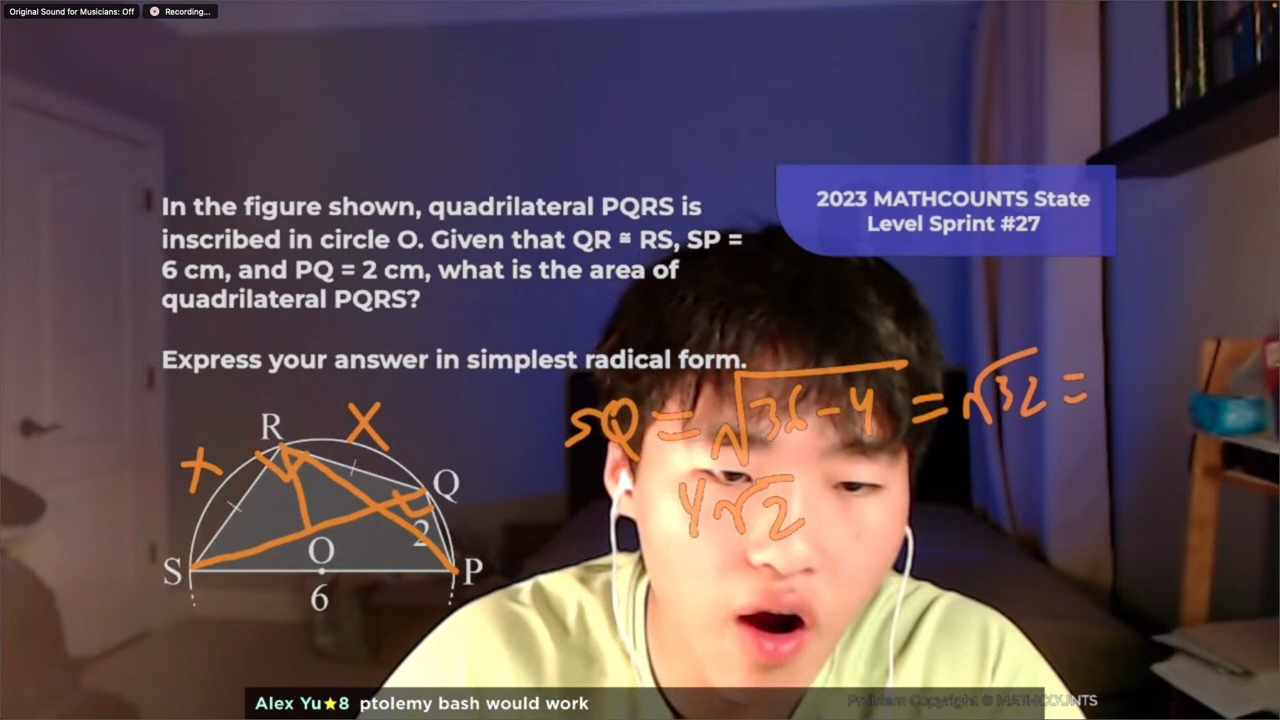 Original Sound for Musicians: Off
Recording...
In the figure shown, quadrilateral PQRS is
inscribed in circle O. Given that QR ≅ RS, SP =
6 cm, and PQ = 2 cm, what is the area of
quadrilateral PQRS?
Express your answer in simplest radical form.
2023 MATHCOUNTS State
Level Sprint #27
SQ = √36-4 = √32 =
4√2
R
X
X
Q
2
O
S
P
6
Alex Yu★8 ptolemy bash would work
Problem Copyright © MATHCOUNTS